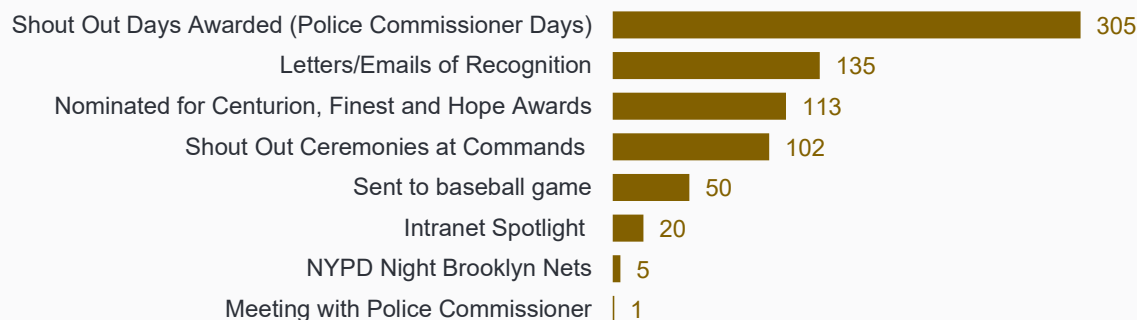 Shout Out Days Awarded (Police Commissioner Days) 305
Letters/Emails of Recognition 135
Nominated for Centurion, Finest and Hope Awards 113
Shout Out Ceremonies at Commands 102
Sent to baseball game 50
Intranet Spotlight 20
NYPD Night Brooklyn Nets 5
Meeting with Police Commissioner 1